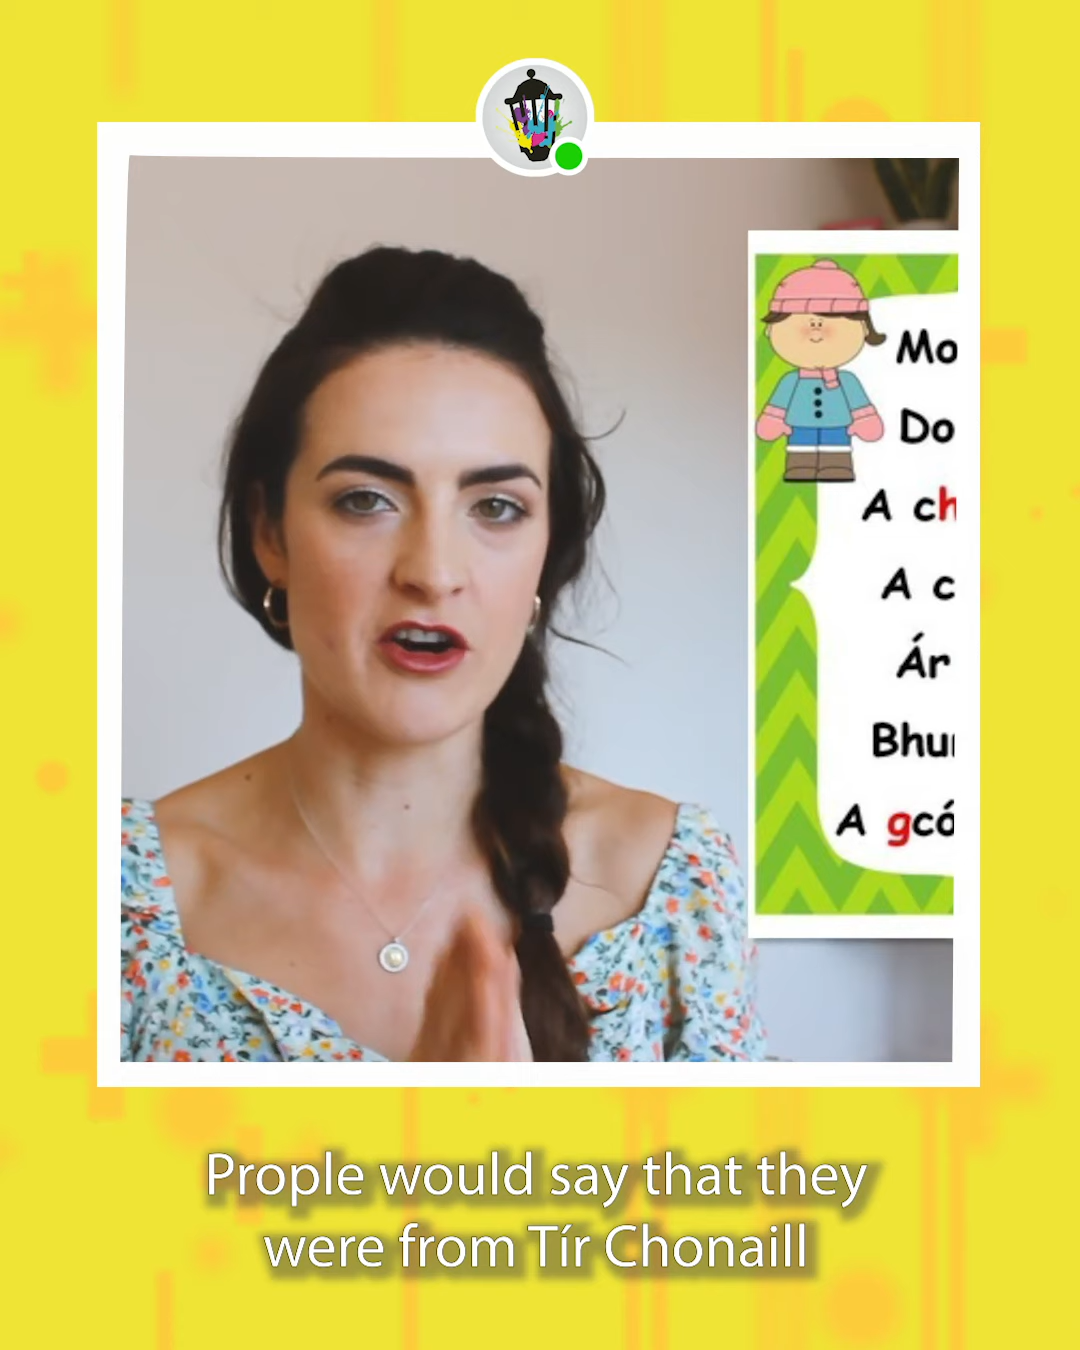 Mo
Do
A ch
A c
Ár
Bhu
A gcó
Prople would say that they
were from Tír Chonaill